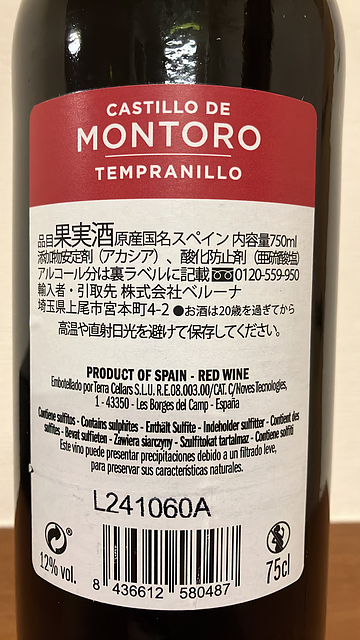 CASTILLO DE
MONTORO
TEMPRANILLO
品目果実酒 原産国名スペイン 内容量750ml
添加物安定剤（アカシア）、酸化防止剤（亜硫酸塩）
アルコール分は裏ラベルに記載 0120-559-950
輸入者・引取先 株式会社ベルーナ
埼玉県上尾市宮本町4-2 ●お酒は20歳を過ぎてから
高温や直射日光を避けて保存してください。
PRODUCT OF SPAIN - RED WINE
Embotellado por Terra Cellars S.L.U. R.E.08.003.00/CAT. C/Noves Tecnologies,
1 - 43350 - Les Borges del Camp - España
Contiene sulfitos - Contains sulphites - Enthält Sulfite - Indeholder sulfitter - Contient des
sulfites - Bevat sulfieten - Zawiera siarczyny - Szulfitokat tartalmaz - Contiene solfiti
Este vino puede presentar precipitaciones debido a un filtrado leve,
para preservar sus características naturales.
L241060A
12% vol.
8 436612 580487
75cl